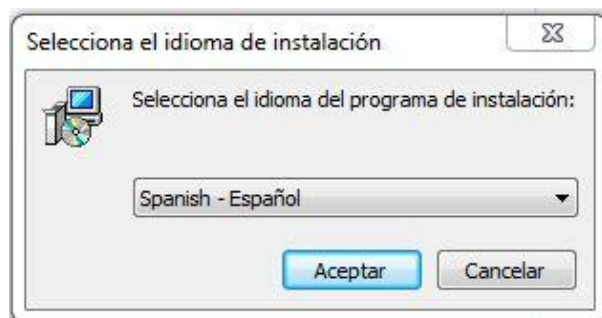 Selecciona el idioma de instalación
Selecciona el idioma del programa de instalación:
Spanish - Español
Aceptar
Cancelar